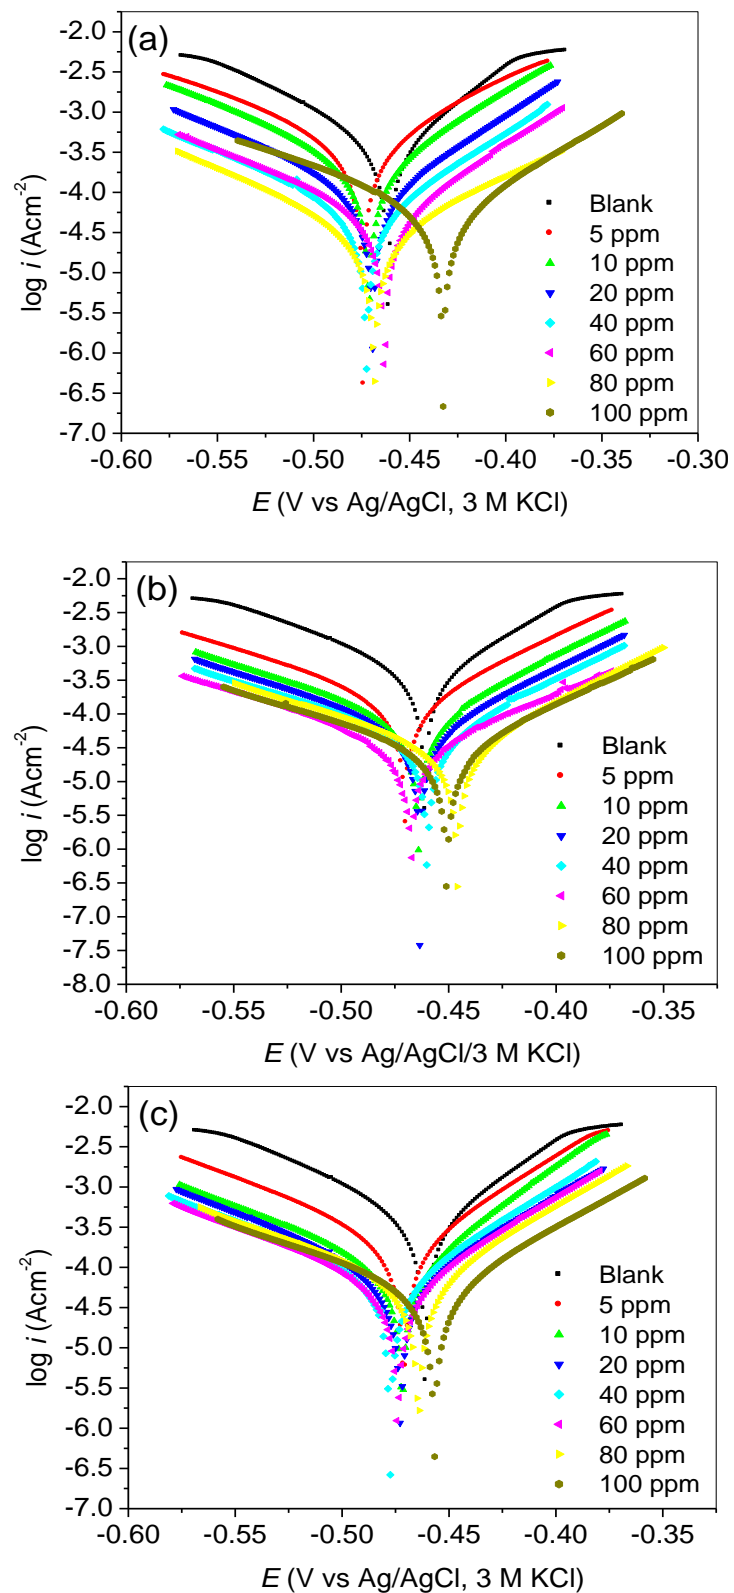 (a)
-2.0
-2.5
-3.0
-3.5
-4.0
-4.5
-5.0
-5.5
-6.0
-6.5
-7.0
log i (Acm-2)
Blank
5 ppm
10 ppm
20 ppm
40 ppm
60 ppm
80 ppm
100 ppm
-0.60 -0.55 -0.50 -0.45 -0.40 -0.35 -0.30
E (V vs Ag/AgCl, 3 M KCl)
(b)
-2.0
-2.5
-3.0
-3.5
-4.0
-4.5
-5.0
-5.5
-6.0
-6.5
-7.0
-7.5
-8.0
log i (Acm-2)
Blank
5 ppm
10 ppm
20 ppm
40 ppm
60 ppm
80 ppm
100 ppm
-0.60 -0.55 -0.50 -0.45 -0.40 -0.35
E (V vs Ag/AgCl/3 M KCl)
(c)
-2.0
-2.5
-3.0
-3.5
-4.0
-4.5
-5.0
-5.5
-6.0
-6.5
-7.0
log i (Acm-2)
Blank
5 ppm
10 ppm
20 ppm
40 ppm
60 ppm
80 ppm
100 ppm
-0.60 -0.55 -0.50 -0.45 -0.40 -0.35
E (V vs Ag/AgCl, 3 M KCl)